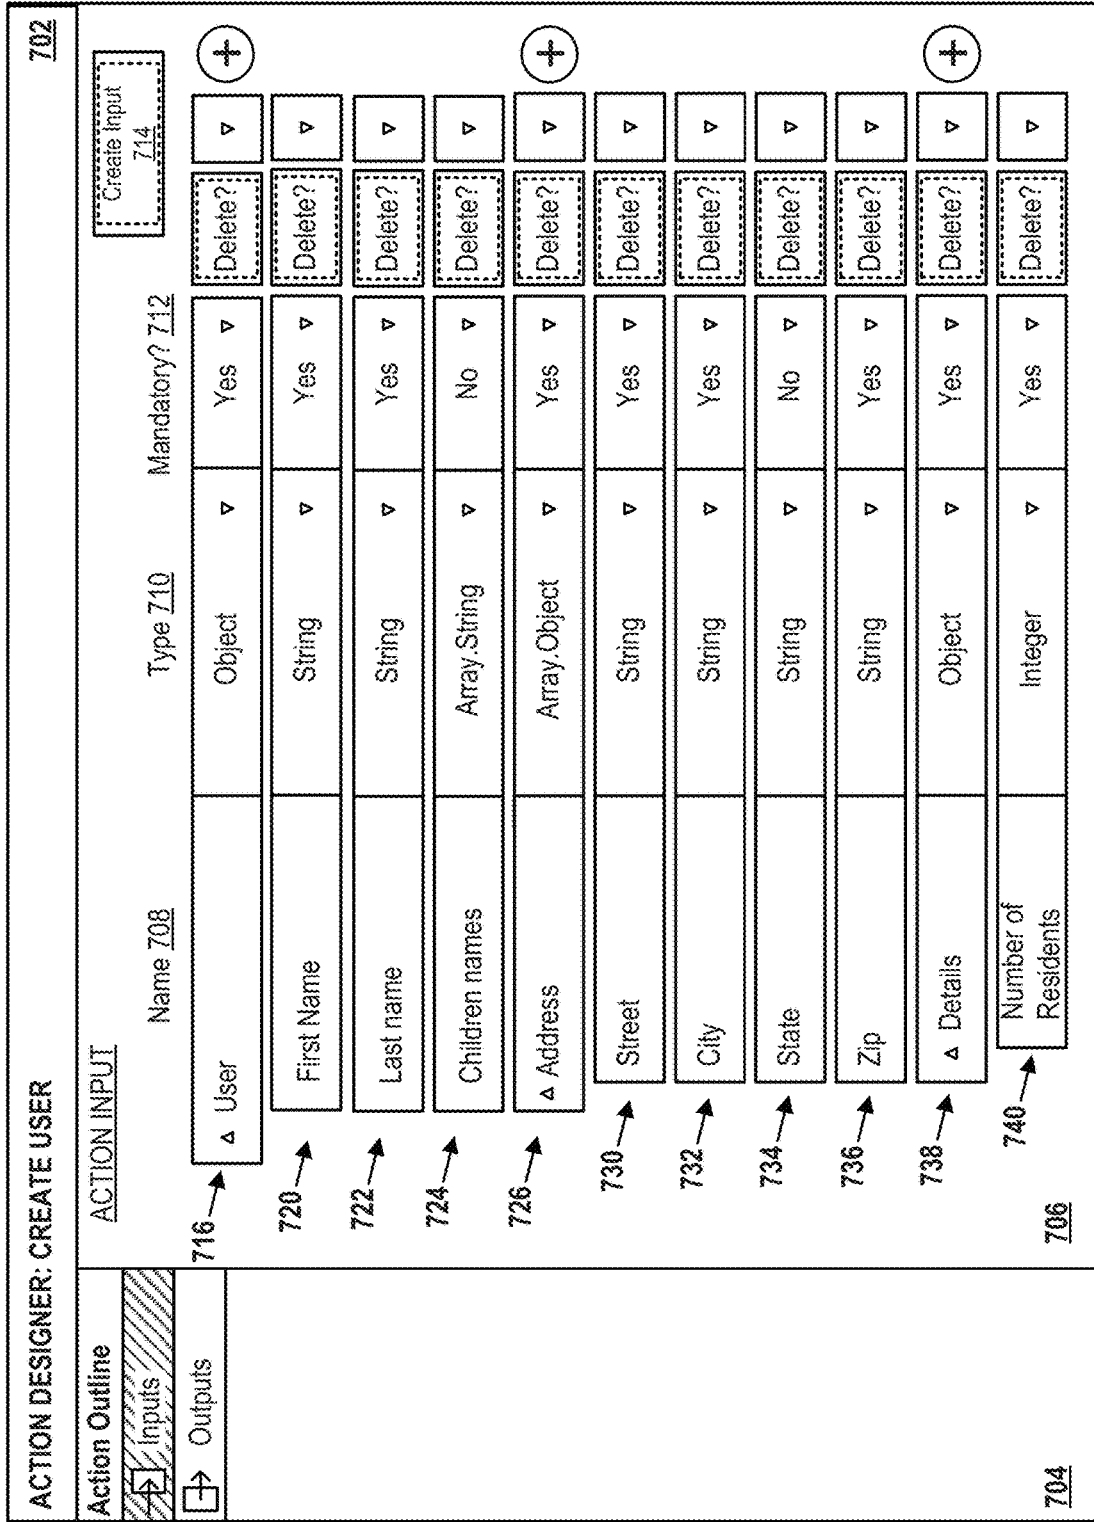 ACTION DESIGNER: CREATE USER 702
Action Outline
Inputs
Outputs
704
ACTION INPUT
Create Input
714
Name 708 Type 710 Mandatory? 712
716 User Object Yes Delete?
720 First Name String Yes Delete?
722 Last name String Yes Delete?
724 Children names Array.String No Delete?
726 Address Array.Object Yes Delete?
730 Street String Yes Delete?
732 City String Yes Delete?
734 State String No Delete?
736 Zip String Yes Delete?
738 Details Object Yes Delete?
740 Number of
Residents Integer Yes Delete?
706